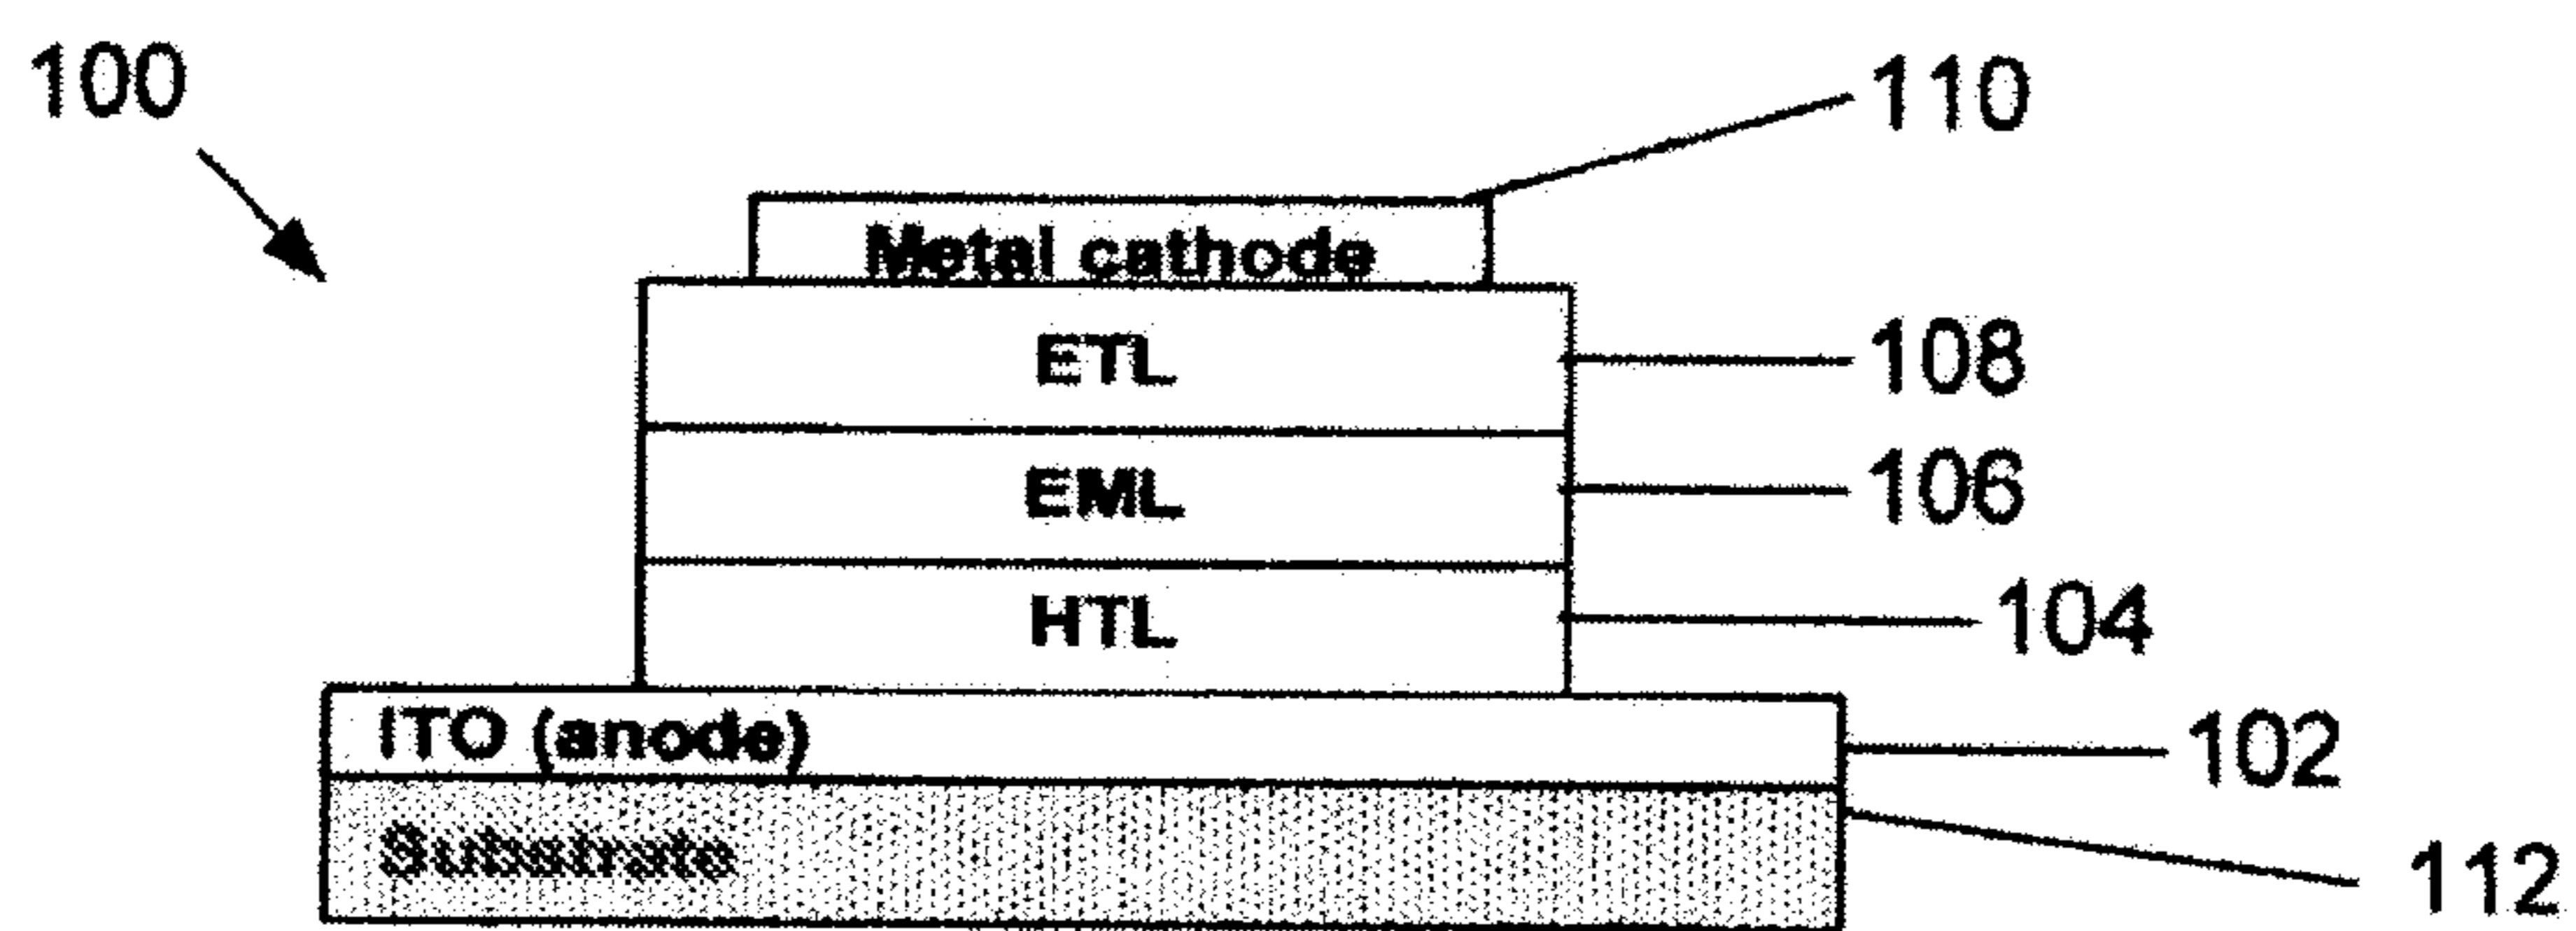 100
110
Metal cathode
ETL
108
EML
106
HTL
104
ITO (anode)
102
Substrate
112